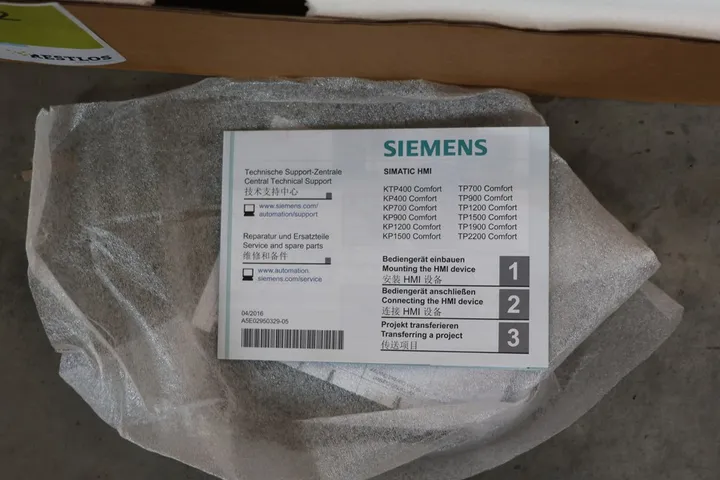 RESTLOS
SIEMENS
SIMATIC HMI
KTP400 Comfort TP700 Comfort
KP400 Comfort TP900 Comfort
KP700 Comfort TP1200 Comfort
KP900 Comfort TP1500 Comfort
KP1200 Comfort TP1900 Comfort
KP1500 Comfort TP2200 Comfort
Technische Support-Zentrale
Central Technical Support
技术支持中心
www.siemens.com/
automation/support
Reparatur und Ersatzteile
Service and spare parts
维修和备件
www.automation.
siemens.com/service
04/2016
A5E02950329-05
Bediengerät einbauen
Mounting the HMI device
安装 HMI 设备
1
Bediengerät anschließen
Connecting the HMI device
连接 HMI 设备
2
Projekt transferieren
Transferring a project
传送项目
3